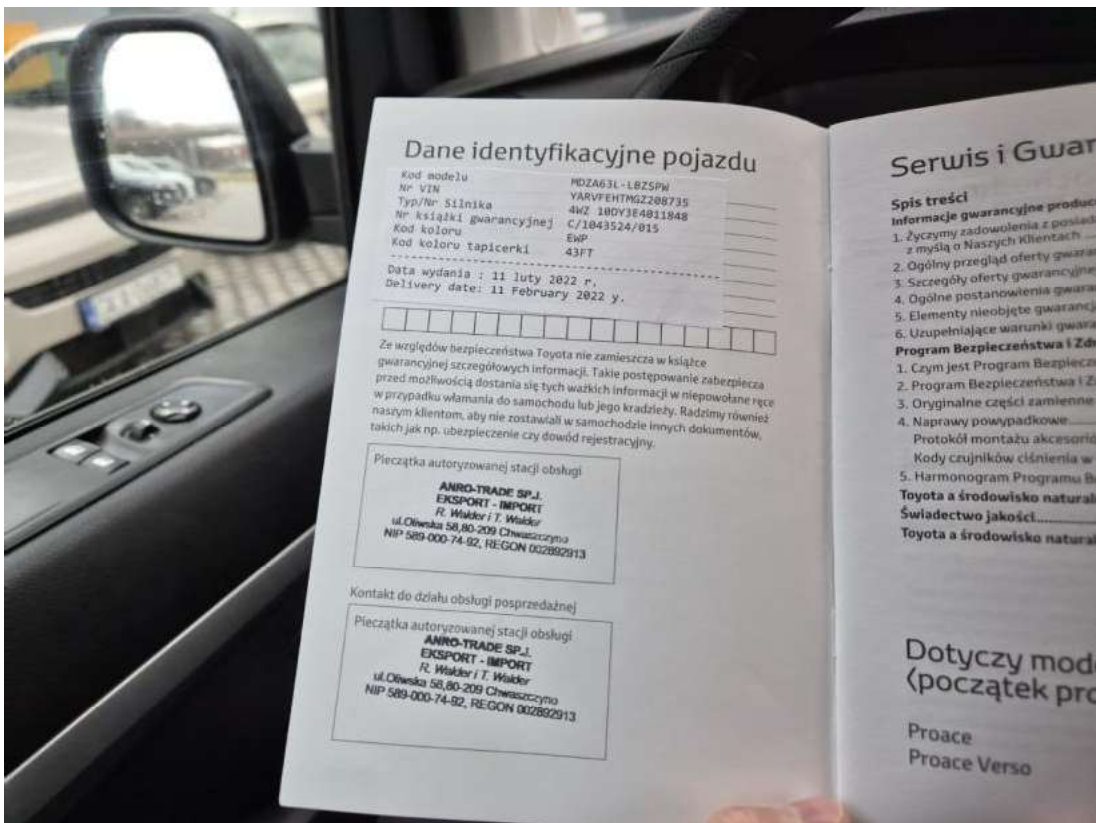 Dane identyfikacyjne pojazdu
Kod modelu MDZA63L-LBZSPW
Nr VIN YARVFEHTMGZ208735
Typ/Nr Silnika 4WZ 10DY3E4011848
Nr książki gwarancyjnej C/1043524/015
Kod koloru EWP
Kod koloru tapicerki 43FT
Data wydania : 11 luty 2022 r.
Delivery date: 11 February 2022 y.
Ze względów bezpieczeństwa Toyota nie zamieszcza w książce
gwarancyjnej szczegółowych informacji. Takie postępowanie zabezpiecza
przed możliwością dostania się tych ważkich informacji w niepowołane ręce
w przypadku włamania do samochodu lub jego kradzieży. Radzimy również
naszym klientom, aby nie zostawiali w samochodzie innych dokumentów,
takich jak np. ubezpieczenie czy dowód rejestracyjny.
Pieczątka autoryzowanej stacji obsługi
ANRO-TRADE SP.J.
EKSPORT - IMPORT
R. Walder i T. Walder
ul.Oliwska 58,80-209 Chwaszczyno
NIP 589-000-74-92, REGON 002892913
Kontakt do działu obsługi posprzedażnej
Pieczątka autoryzowanej stacji obsługi
ANRO-TRADE SP.J.
EKSPORT - IMPORT
R. Walder i T. Walder
ul.Oliwska 58,80-209 Chwaszczyno
NIP 589-000-74-92, REGON 002892913
Serwis i Gwar
Spis treści
Informacje gwarancyjne produc
1. Życzymy zadowolenia z posiad
z myślą o Naszych Klientach
2. Ogólny przegląd oferty gwaran
3. Szczegóły oferty gwarancyjnej
4. Ogólne postanowienia gwaran
5. Elementy nieobjęte gwarancj
6. Uzupełniające warunki gwara
Program Bezpieczeństwa i Zdr
1. Czym jest Program Bezpiecze
2. Program Bezpieczeństwa i Z
3. Oryginalne części zamienne
4. Naprawy powypadkowe
Protokół montażu akcesorió
Kody czujników ciśnienia w
5. Harmonogram Programu B
Toyota a środowisko natural
Świadectwo jakości
Toyota a środowisko natural
Dotyczy mode
(początek pro
Proace
Proace Verso